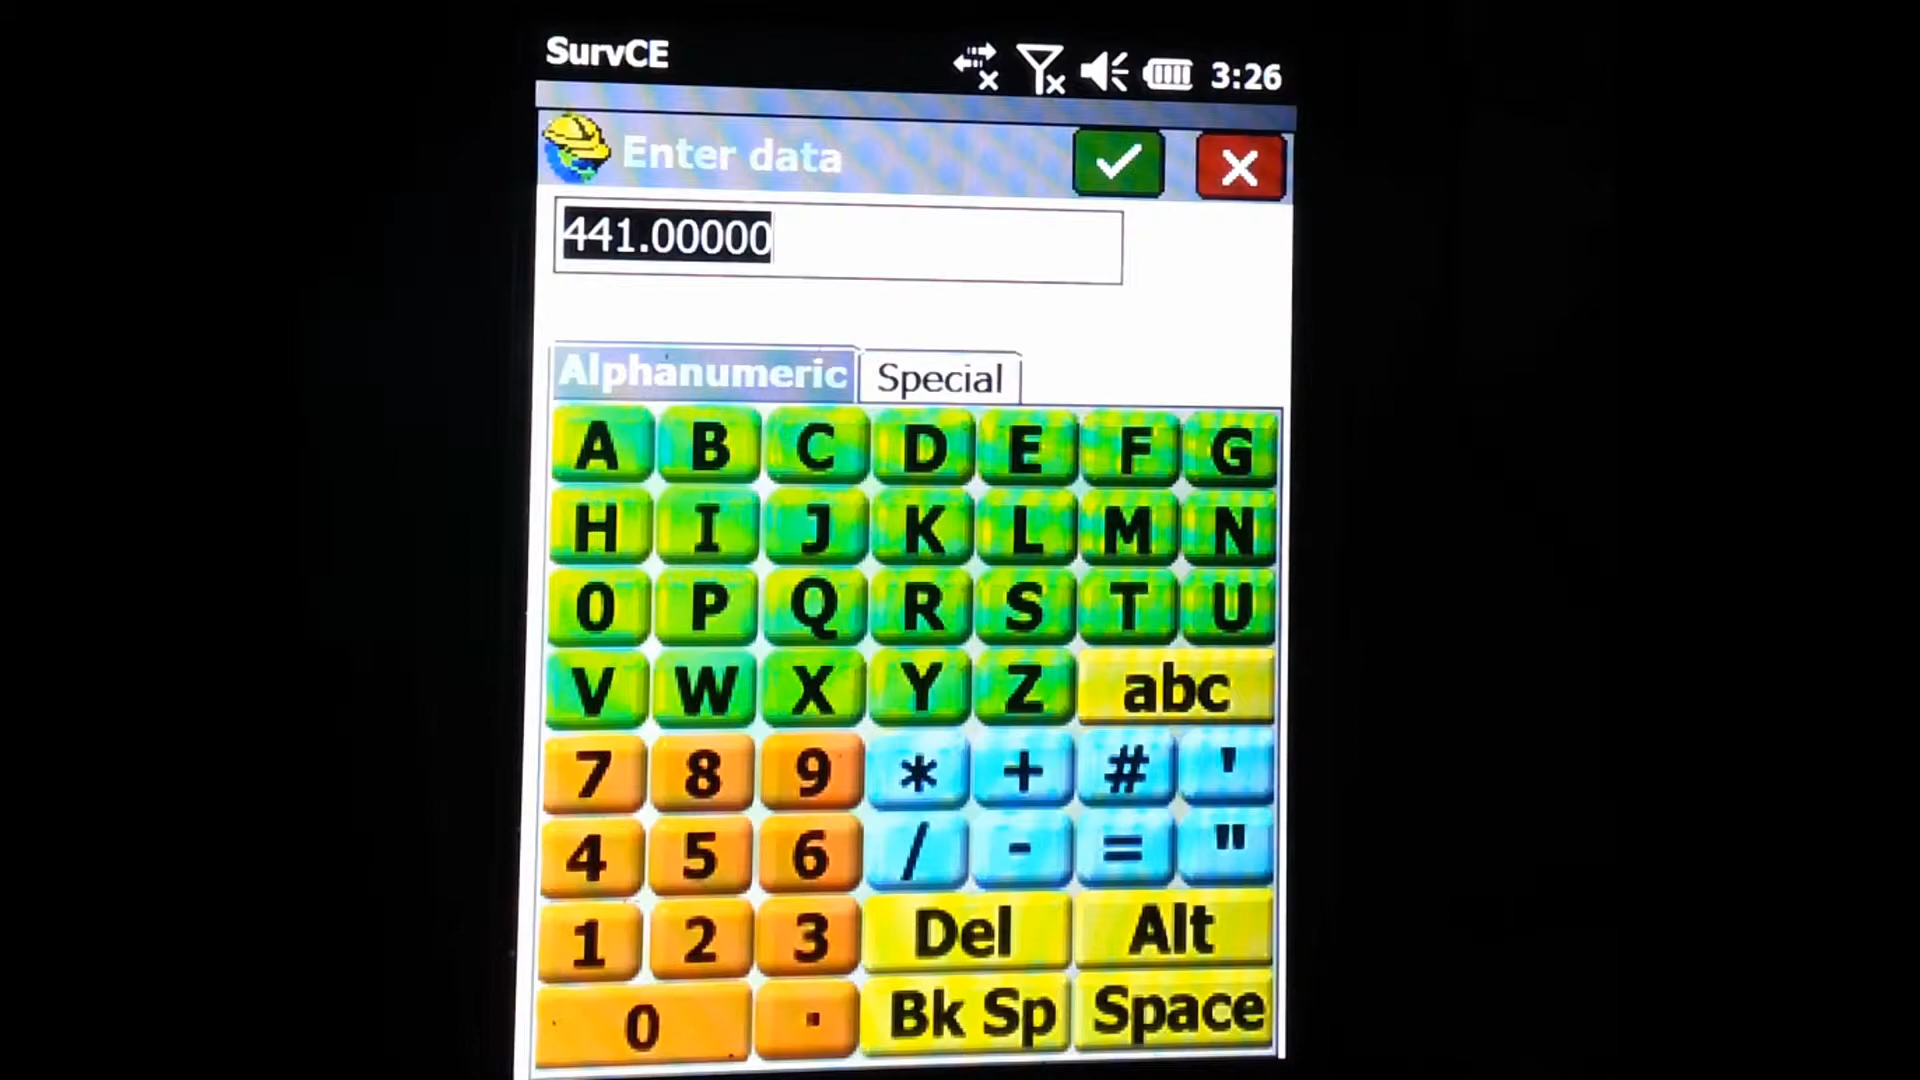 SurvCE 3:26
Enter data
441.00000
Alphanumeric Special
A B C D E F G
H I J K L M N
O P Q R S T U
V W X Y Z abc
7 8 9 * + # '
4 5 6 / - = "
1 2 3 Del Alt
0 . Bk Sp Space